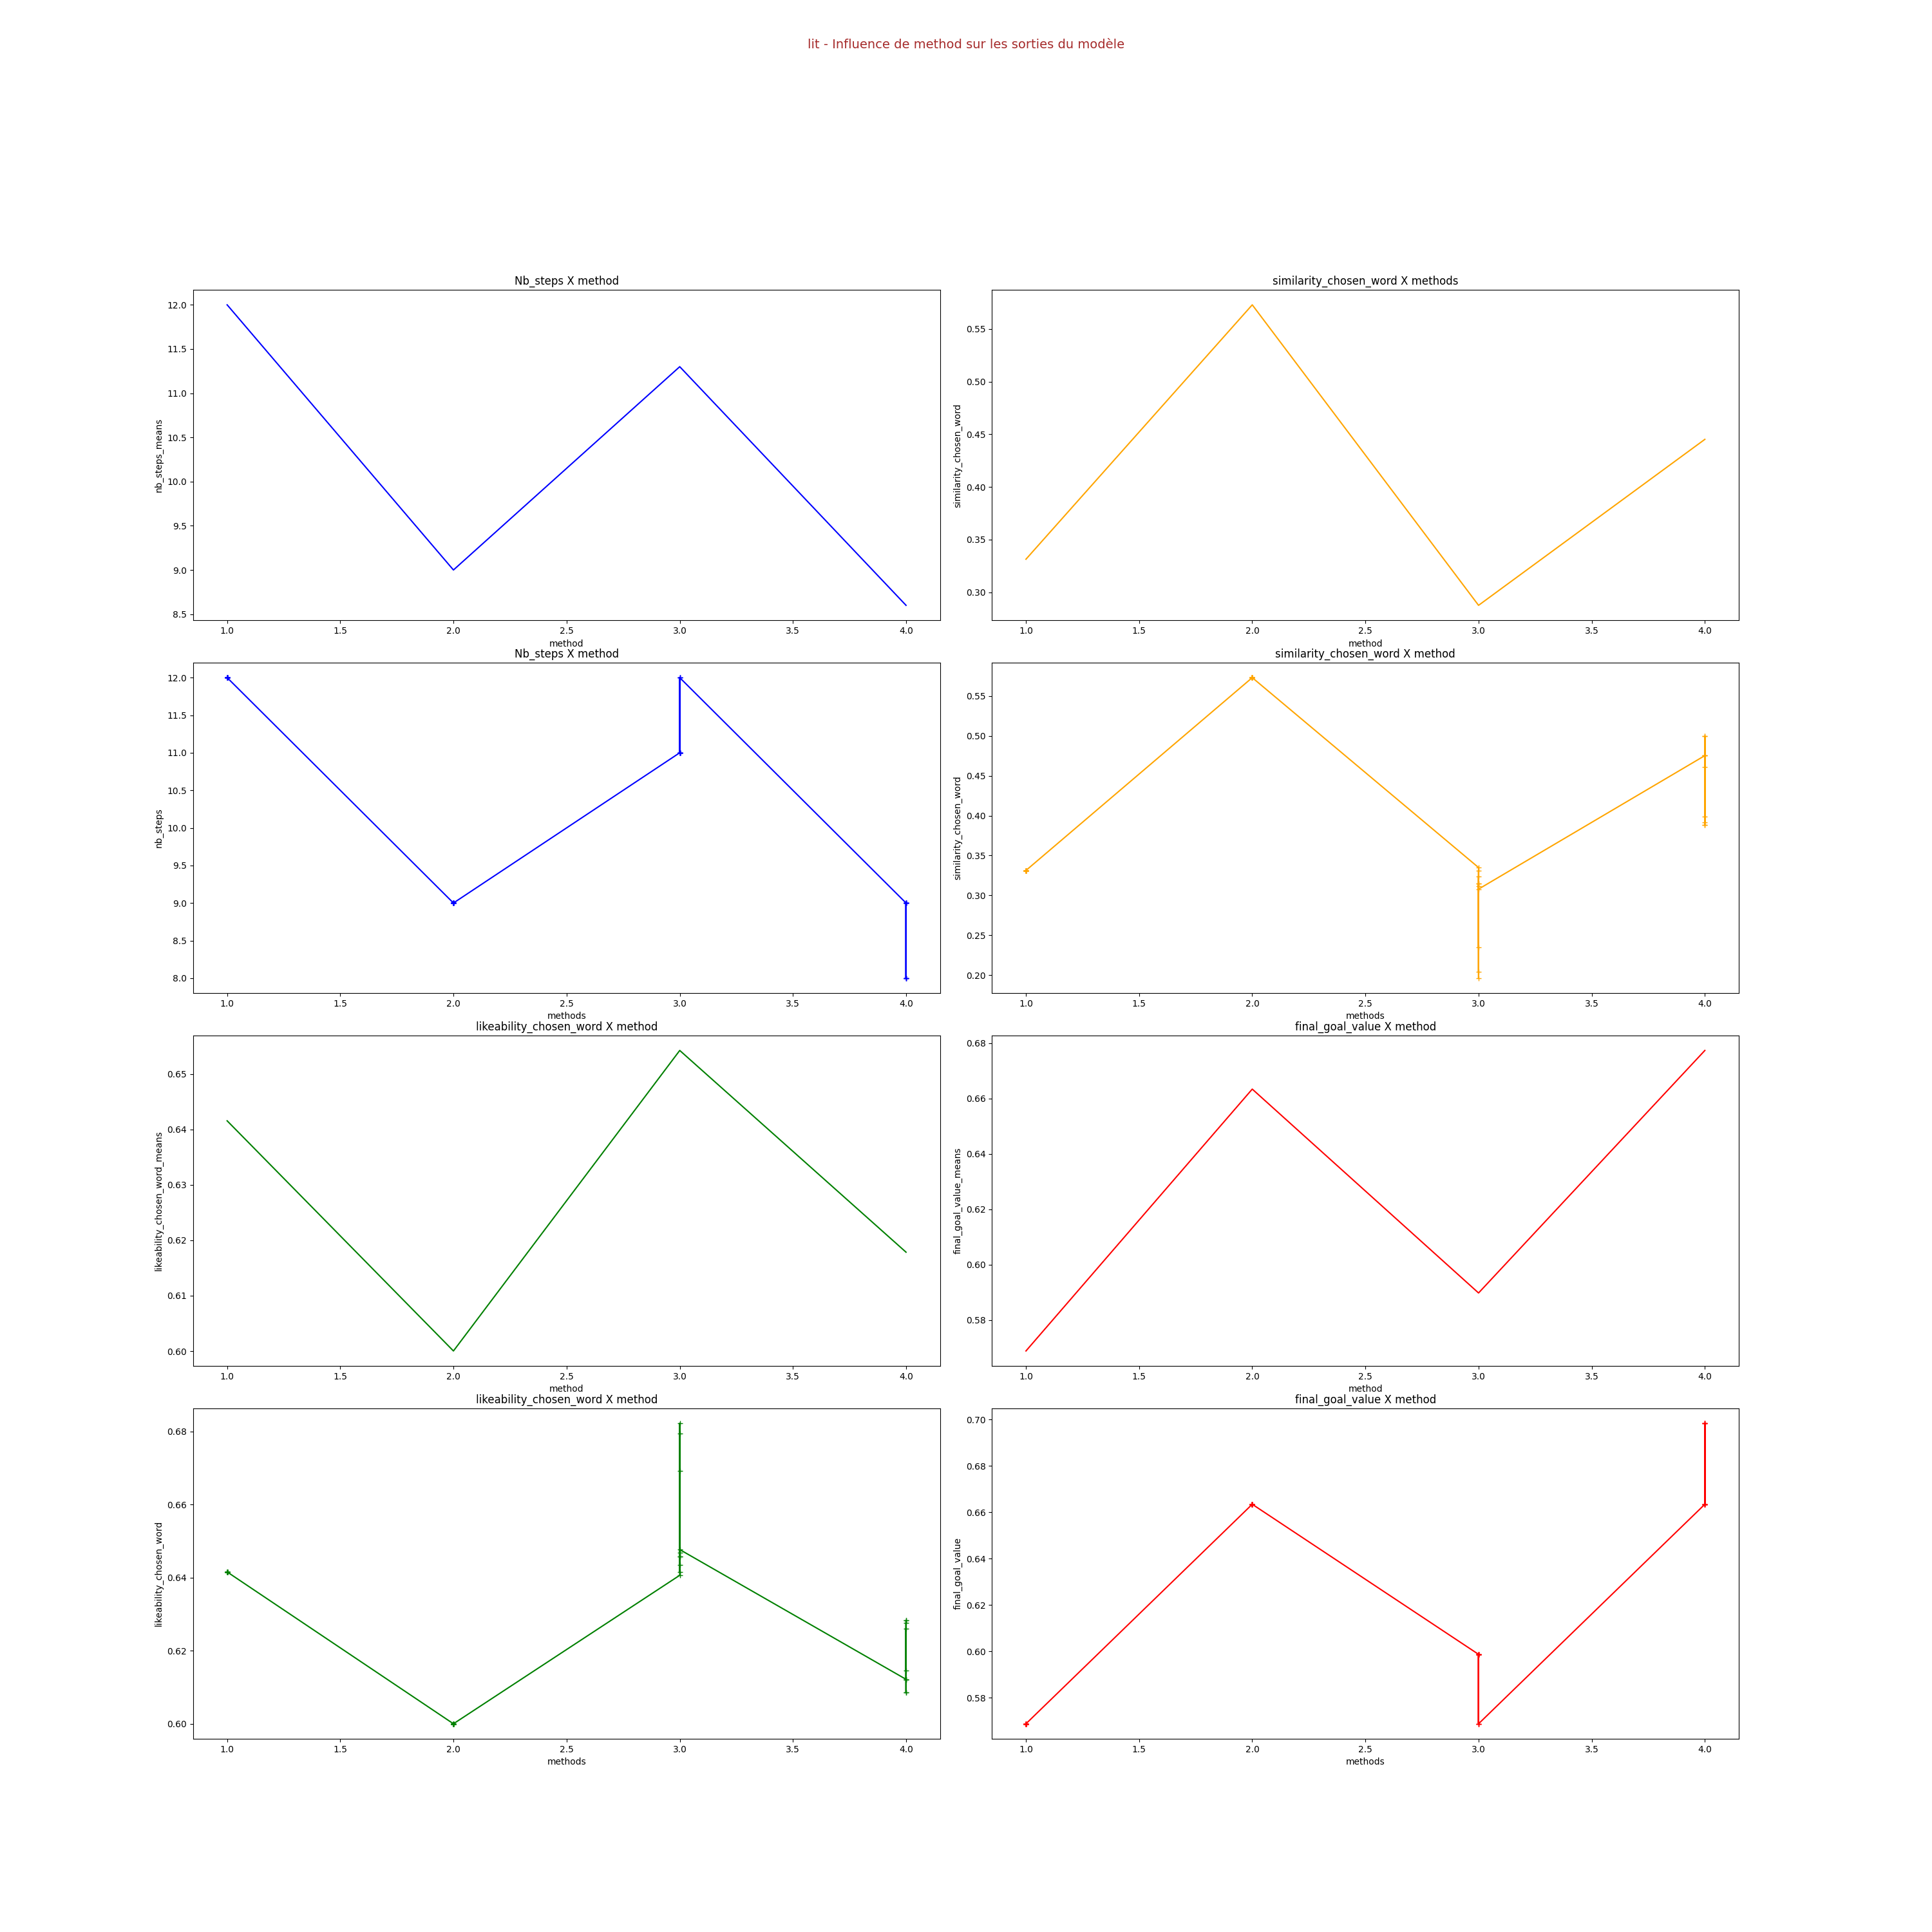 lit - Influence de method sur les sorties du modèle
Nb_steps X method
nb_steps_means
12.0
11.5
11.0
10.5
10.0
9.5
9.0
8.5
1.0 1.5 2.0 2.5 3.0 3.5 4.0
method
similarity_chosen_word X methods
similarity_chosen_word
0.55
0.50
0.45
0.40
0.35
0.30
1.0 1.5 2.0 2.5 3.0 3.5 4.0
method
Nb_steps X method
nb_steps
12.0
11.5
11.0
10.5
10.0
9.5
9.0
8.5
8.0
1.0 1.5 2.0 2.5 3.0 3.5 4.0
methods
similarity_chosen_word X method
similarity_chosen_word
0.55
0.50
0.45
0.40
0.35
0.30
0.25
0.20
1.0 1.5 2.0 2.5 3.0 3.5 4.0
methods
likeability_chosen_word X method
likeability_chosen_word_means
0.65
0.64
0.63
0.62
0.61
0.60
1.0 1.5 2.0 2.5 3.0 3.5 4.0
method
final_goal_value X method
final_goal_value_means
0.68
0.66
0.64
0.62
0.60
0.58
1.0 1.5 2.0 2.5 3.0 3.5 4.0
method
likeability_chosen_word X method
likeability_chosen_word
0.68
0.66
0.64
0.62
0.60
1.0 1.5 2.0 2.5 3.0 3.5 4.0
methods
final_goal_value X method
final_goal_value
0.70
0.68
0.66
0.64
0.62
0.60
0.58
1.0 1.5 2.0 2.5 3.0 3.5 4.0
methods